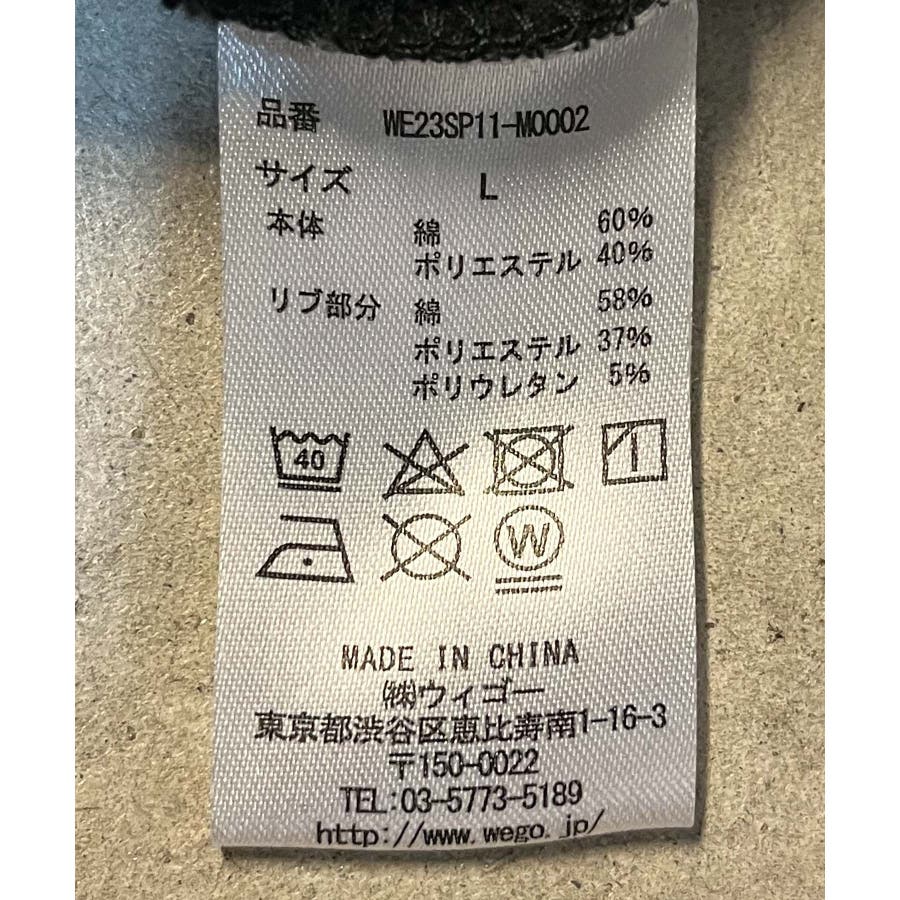 品番 WE23SP11-M0002
サイズ L
本体 綿 60%
ポリエステル 40%
リブ部分 綿 58%
ポリエステル 37%
ポリウレタン 5%
40
W
MADE IN CHINA
㈱ウィゴー
東京都渋谷区恵比寿南1-16-3
〒150-0022
TEL:03-5773-5189
http://www.wego.jp/